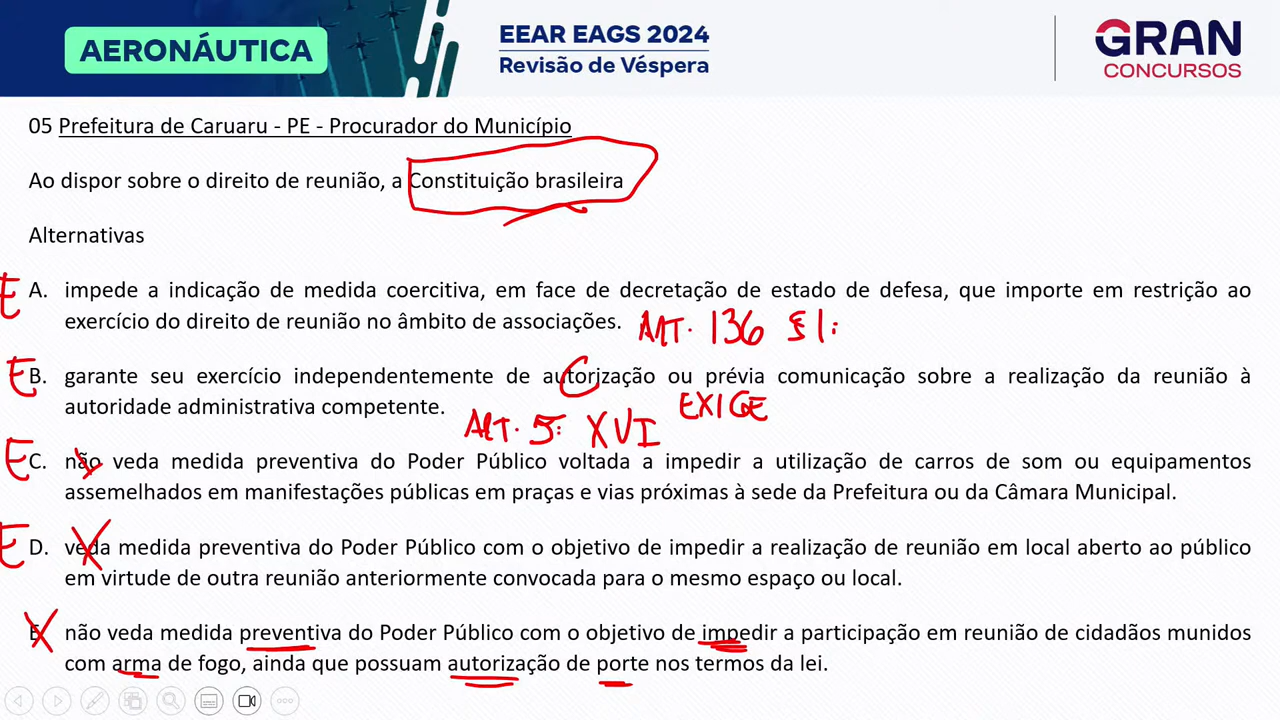 AERONÁUTICA
EEAR EAGS 2024
Revisão de Véspera
GRAN
CONCURSOS
05 Prefeitura de Caruaru - PE - Procurador do Município
Ao dispor sobre o direito de reunião, a Constituição brasileira
Alternativas
E A. impede a indicação de medida coercitiva, em face de decretação de estado de defesa, que importe em restrição ao
exercício do direito de reunião no âmbito de associações. ART. 136 § 1º
E B. garante seu exercício independentemente de autorização ou prévia comunicação sobre a realização da reunião à
autoridade administrativa competente. ART. 5º XVI EXIGE
E C. não veda medida preventiva do Poder Público voltada a impedir a utilização de carros de som ou equipamentos
assemelhados em manifestações públicas em praças e vias próximas à sede da Prefeitura ou da Câmara Municipal.
E D. veda medida preventiva do Poder Público com o objetivo de impedir a realização de reunião em local aberto ao público
em virtude de outra reunião anteriormente convocada para o mesmo espaço ou local.
E. não veda medida preventiva do Poder Público com o objetivo de impedir a participação em reunião de cidadãos munidos
com arma de fogo, ainda que possuam autorização de porte nos termos da lei.